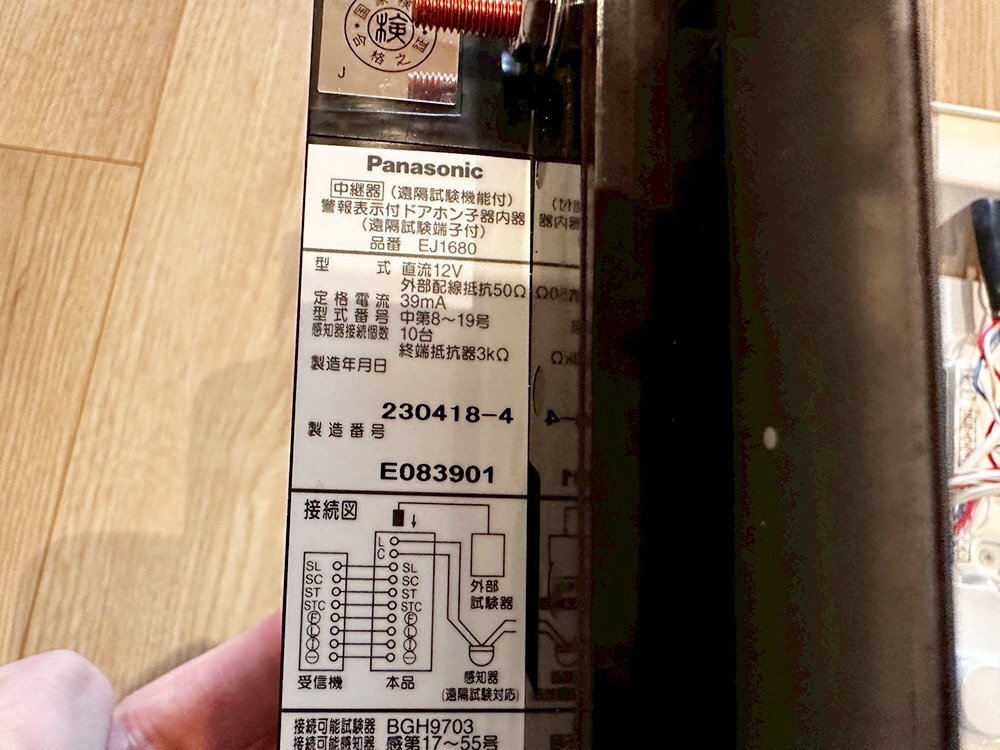 検
合格之証
J
Panasonic
中継器 (遠隔試験機能付)
警報表示付ドアホン子器内器
(遠隔試験端子付)
品番 EJ1680
型 式 直流12V
外部配線抵抗50Ω
定格電流 39mA
型式番号 中第8～19号
感知器接続個数 10台
終端抵抗器3kΩ
製造年月日
230418-4
製造番号
E083901
接続図
L
C
SL SL
SC SC
ST ST
STC STC
Ⓕ Ⓕ
Ⓛ Ⓛ
Ⓣ Ⓣ
⊖ ⊖
外部
試験器
受信機 本品
感知器
(遠隔試験対応)
接続可能試験器 BGH9703
接続可能感知器 感第17～55号